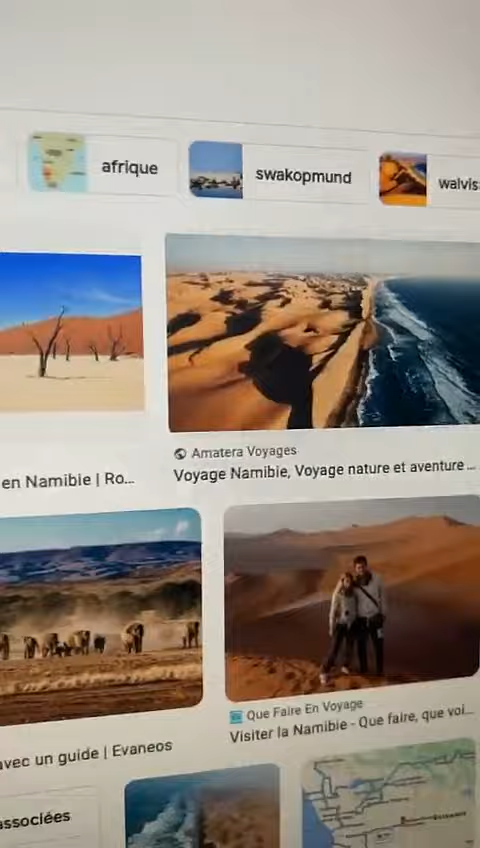 afrique
swakopmund
walvis
Amatera Voyages
en Namibie | Ro...
Voyage Namibie, Voyage nature et aventure ...
Que Faire En Voyage
avec un guide | Evaneos
Visiter la Namibie - Que faire, que voi...
associées